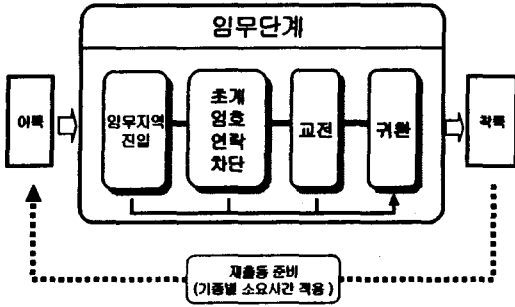 임무단계
이륙
임무지역
진입
초계
엄호
연락
차단
교전
귀환
착륙
재출동 준비
(기종별 소요시간 적용 )